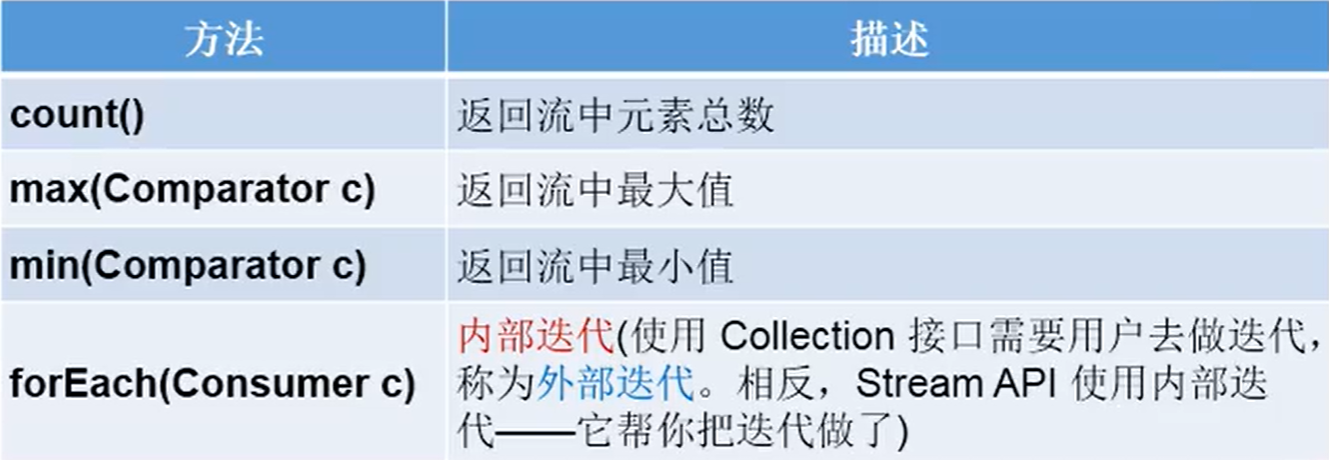 方法 描述
count() 返回流中元素总数
max(Comparator c) 返回流中最大值
min(Comparator c) 返回流中最小值
forEach(Consumer c)
内部迭代(使用 Collection 接口需要用户去做迭代，
称为外部迭代。相反，Stream API 使用内部迭
代——它帮你把迭代做了)